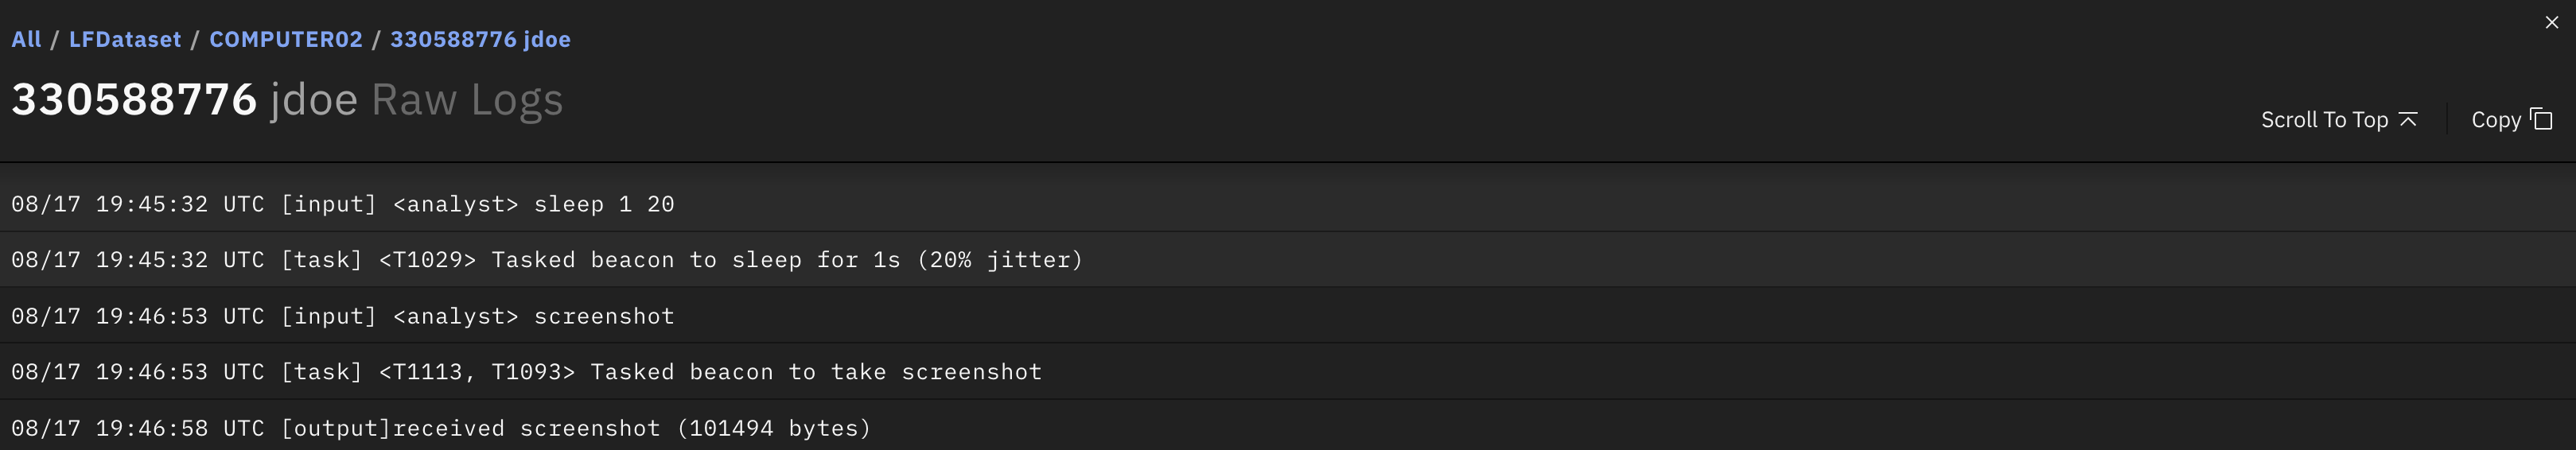 All / LFDataset / COMPUTER02 / 330588776 jdoe
330588776 jdoe Raw Logs
Scroll To Top
Copy
08/17 19:45:32 UTC [input] <analyst> sleep 1 20
08/17 19:45:32 UTC [task] <T1029> Tasked beacon to sleep for 1s (20% jitter)
08/17 19:46:53 UTC [input] <analyst> screenshot
08/17 19:46:53 UTC [task] <T1113, T1093> Tasked beacon to take screenshot
08/17 19:46:58 UTC [output]received screenshot (101494 bytes)